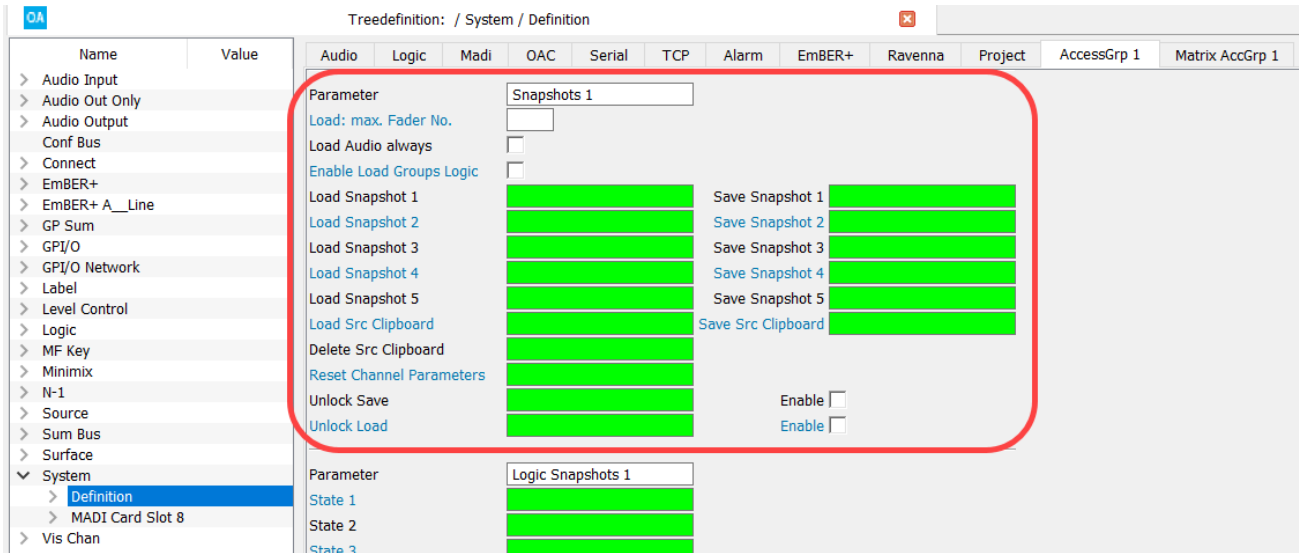 OA Treedefinition: / System / Definition
Name Value
Audio Input
Audio Out Only
Audio Output
Conf Bus
Connect
EmBER+
EmBER+ A__Line
GP Sum
GPI/O
GPI/O Network
Label
Level Control
Logic
MF Key
Minimix
N-1
Source
Sum Bus
Surface
System
Definition
MADI Card Slot 8
Vis Chan
Audio Logic Madi OAC Serial TCP Alarm EmBER+ Ravenna Project AccessGrp 1 Matrix AccGrp 1
Parameter Snapshots 1
Load: max. Fader No.
Load Audio always
Enable Load Groups Logic
Load Snapshot 1 Save Snapshot 1
Load Snapshot 2 Save Snapshot 2
Load Snapshot 3 Save Snapshot 3
Load Snapshot 4 Save Snapshot 4
Load Snapshot 5 Save Snapshot 5
Load Src Clipboard Save Src Clipboard
Delete Src Clipboard
Reset Channel Parameters
Unlock Save Enable
Unlock Load Enable
Parameter Logic Snapshots 1
State 1
State 2
State 3